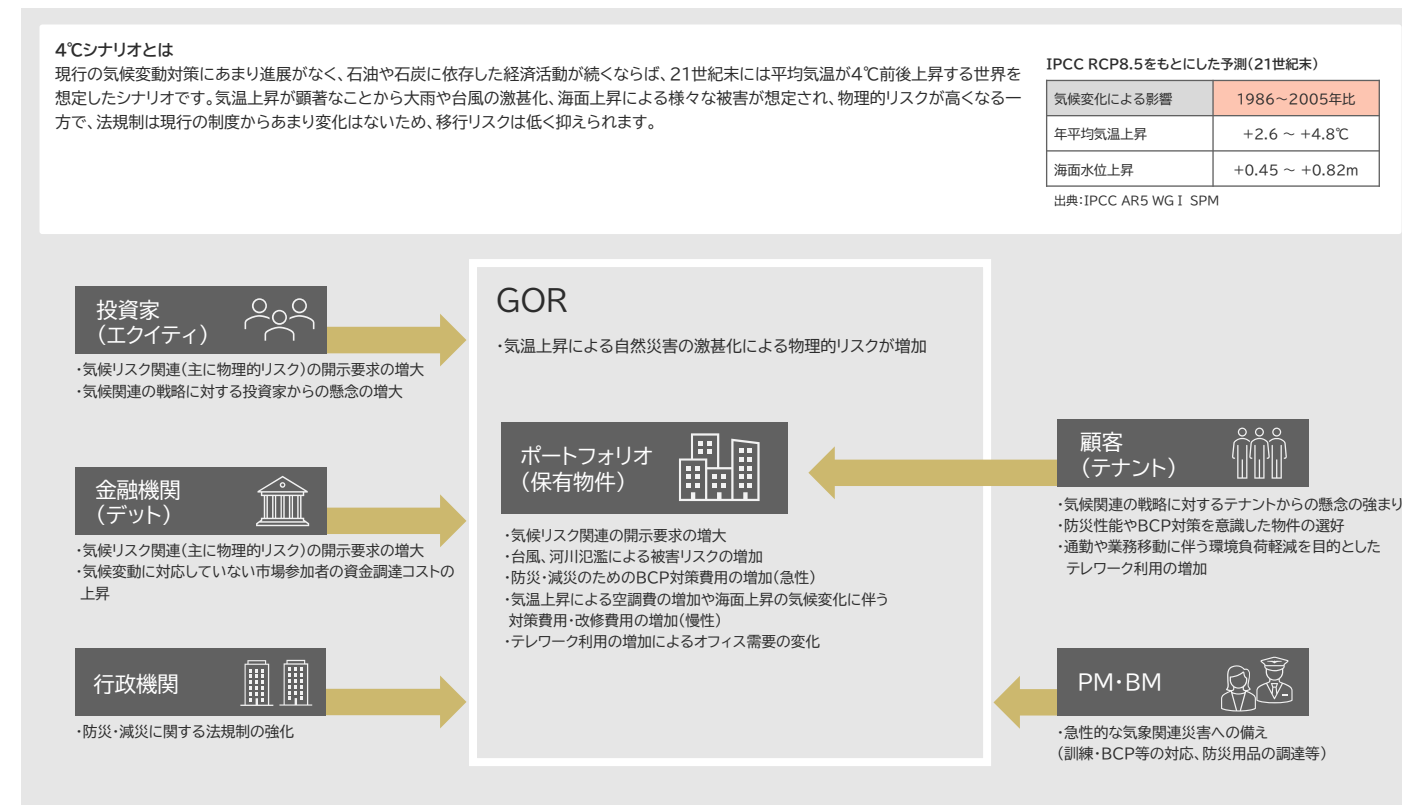 4℃シナリオとは
現行の気候変動対策にあまり進展がなく、石油や石炭に依存した経済活動が続くならば、21世紀末には平均気温が4℃前後上昇する世界を
想定したシナリオです。気温上昇が顕著なことから大雨や台風の激甚化、海面上昇による様々な被害が想定され、物理的リスクが高くなる一
方で、法規制は現行の制度からあまり変化はないため、移行リスクは低く抑えられます。
IPCC RCP8.5をもとにした予測(21世紀末)
気候変化による影響 1986~2005年比
年平均気温上昇 +2.6 ~ +4.8℃
海面水位上昇 +0.45 ~ +0.82m
出典:IPCC AR5 WG I SPM
投資家
(エクイティ)
・気候リスク関連(主に物理的リスク)の開示要求の増大
・気候関連の戦略に対する投資家からの懸念の増大
金融機関
(デット)
・気候リスク関連(主に物理的リスク)の開示要求の増大
・気候変動に対応していない市場参加者の資金調達コストの
上昇
行政機関
・防災・減災に関する法規制の強化
GOR
・気温上昇による自然災害の激甚化による物理的リスクが増加
ポートフォリオ
(保有物件)
・気候リスク関連の開示要求の増大
・台風、河川氾濫による被害リスクの増加
・防災・減災のためのBCP対策費用の増加(急性)
・気温上昇による空調費の増加や海面上昇の気候変化に伴う
対策費用・改修費用の増加(慢性)
・テレワーク利用の増加によるオフィス需要の変化
顧客
(テナント)
・気候関連の戦略に対するテナントからの懸念の強まり
・防災性能やBCP対策を意識した物件の選好
・通勤や業務移動に伴う環境負荷軽減を目的とした
テレワーク利用の増加
PM・BM
・急性的な気象関連災害への備え
(訓練・BCP等の対応、防災用品の調達等)